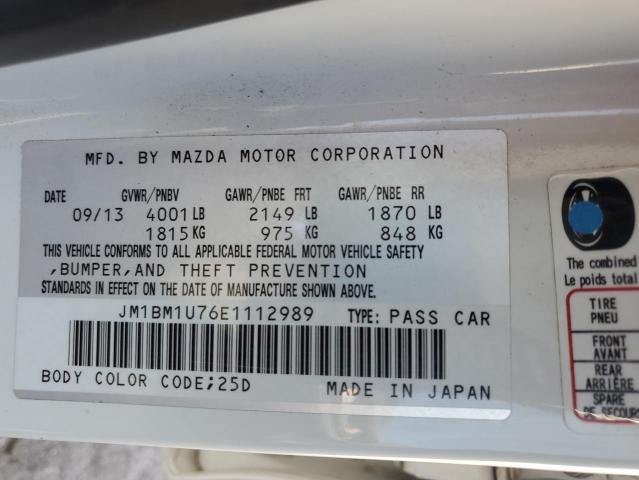 MFD. BY MAZDA MOTOR CORPORATION
DATE GVWR/PNBV GAWR/PNBE FRT GAWR/PNBE RR
09/13 4001 LB 2149 LB 1870 LB
1815 KG 975 KG 848 KG
THIS VEHICLE CONFORMS TO ALL APPLICABLE FEDERAL MOTOR VEHICLE SAFETY
,BUMPER,AND THEFT PREVENTION
STANDARDS IN EFFECT ON THE DATE OF MANUFACTURE SHOWN ABOVE.
JM1BM1U76E1112989 TYPE: PASS CAR
BODY COLOR CODE;25D MADE IN JAPAN
The combined
Le poids total
TIRE
PNEU
FRONT
AVANT
REAR
ARRIÈRE
SPARE
DE SECOURS